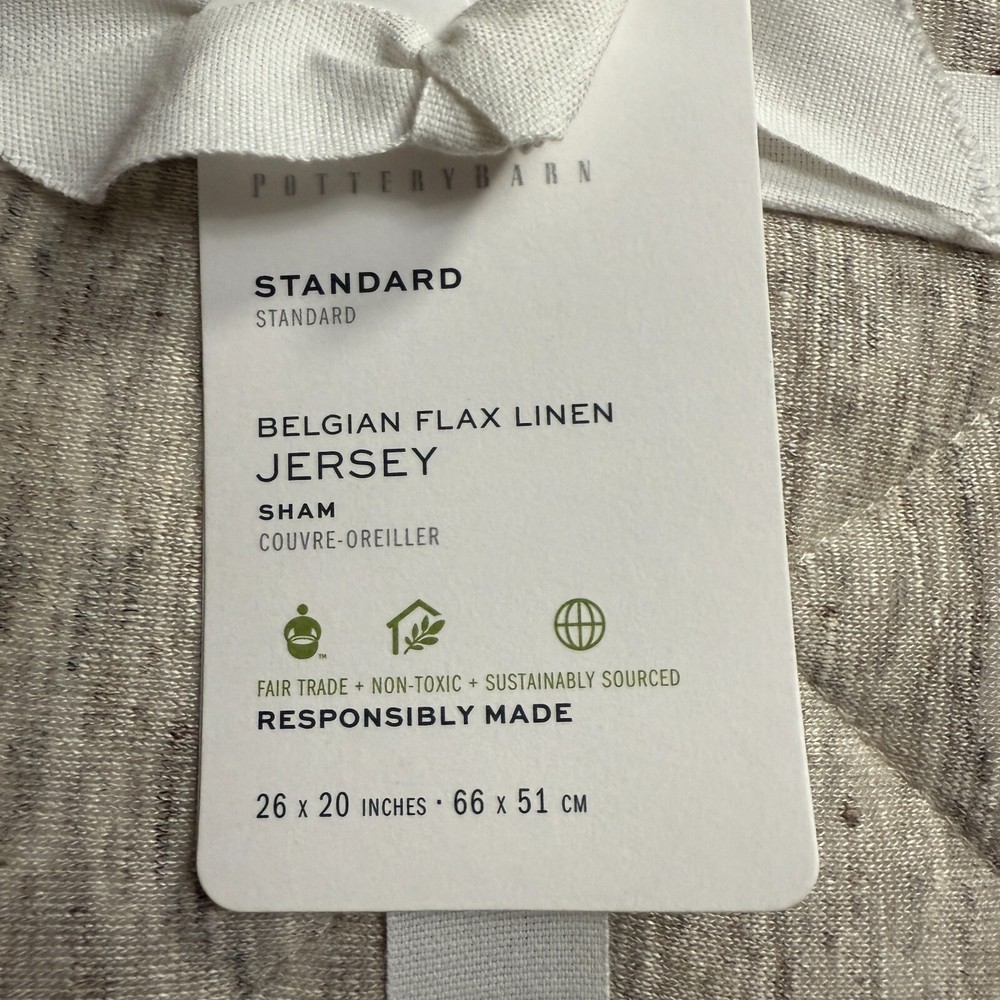 POTTERYBARN
STANDARD
STANDARD
BELGIAN FLAX LINEN
JERSEY
SHAM
COUVRE-OREILLER
TM
FAIR TRADE + NON-TOXIC + SUSTAINABLY SOURCED
RESPONSIBLY MADE
26 x 20 INCHES · 66 x 51 CM